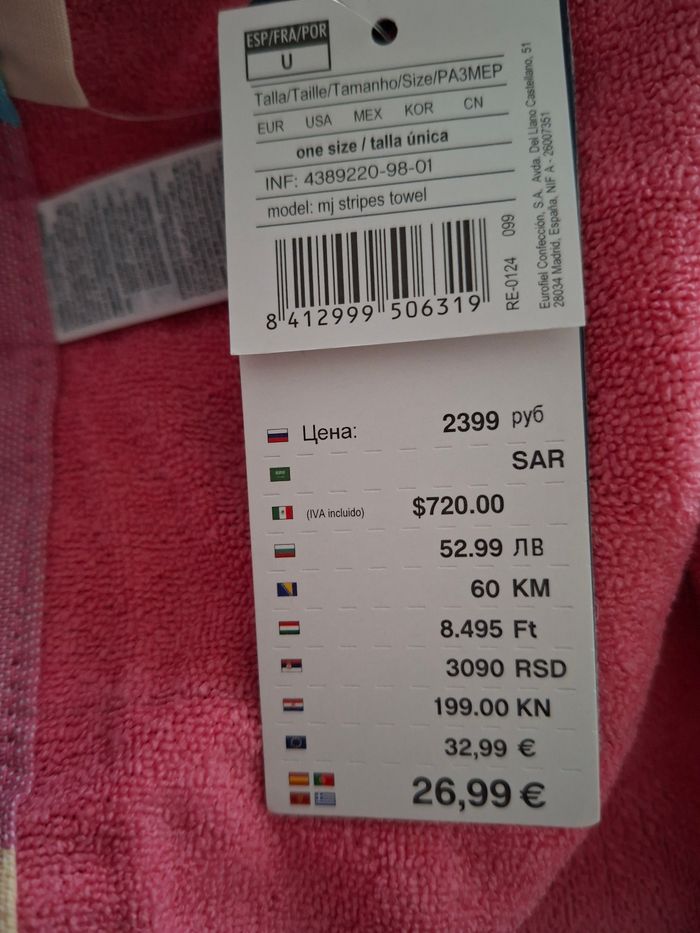 ESP/FRA/POR
U
Talla/Taille/Tamanho/Size/РАЗМЕР
EUR USA MEX KOR CN
one size / talla única
INF: 4389220-98-01
model: mj stripes towel
8 412999 506319
RE-0124 099
Eurofiel Confección, S.A. Avda. Del Llano Castellano, 51
28034 Madrid, España, NIF A - 26007351
Цена: 2399 руб
SAR
(IVA incluido) $720.00
52.99 ЛВ
60 KM
8.495 Ft
3090 RSD
199.00 KN
32,99 €
26,99 €